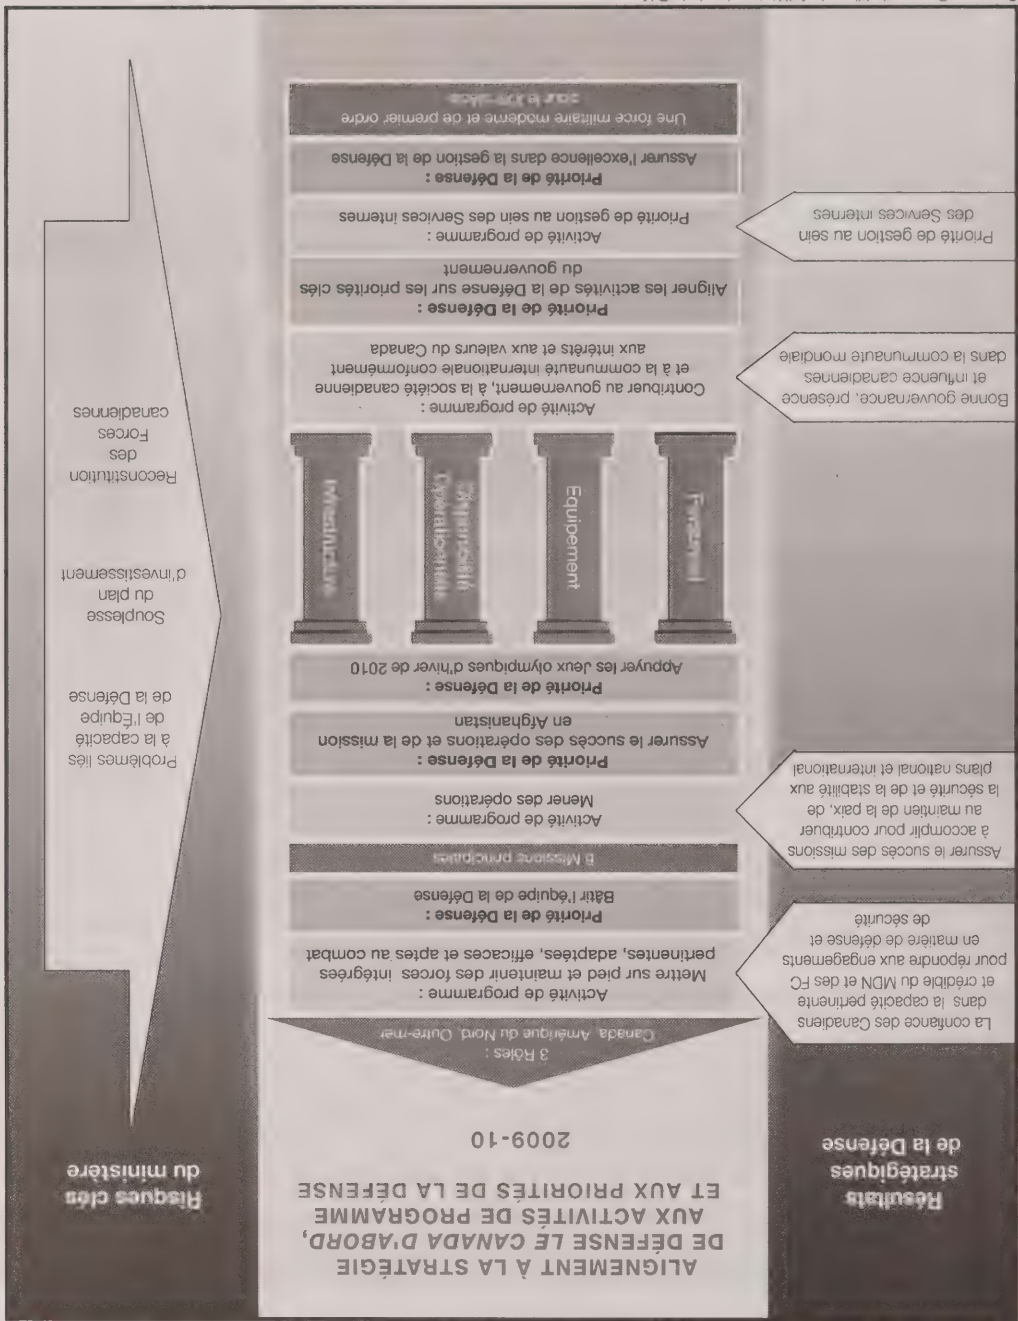 Résultats
stratégiques
de la Défense
ALIGNEMENT À LA STRATÉGIE
DE DÉFENSE LE CANADA D'ABORD,
AUX ACTIVITÉS DE PROGRAMME
ET AUX PRIORITÉS DE LA DÉFENSE
2009-10
Risques clés
du ministère
3 Rôles :
Canada, Amérique du Nord, Outre-mer
La confiance des Canadiens
dans la capacité pertinente
et crédible du MDN et des FC
pour répondre aux engagements
en matière de défense et
de sécurité
Activité de programme :
Mettre sur pied et maintenir des forces intégrées
pertinentes, adaptées, efficaces et aptes au combat
Priorité de la Défense :
Bâtir l'équipe de la Défense
6 Missions principales
Assurer le succès des missions
à accomplir pour contribuer
au maintien de la paix, de
la sécurité et de la stabilité aux
plans national et international
Activité de programme :
Mener des opérations
Priorité de la Défense :
Assurer le succès des opérations et de la mission
en Afghanistan
Priorité de la Défense :
Appuyer les Jeux olympiques d'hiver de 2010
Personnel
Equipement
Disponibilité
Opérationnelle
Infrastructure
Problèmes liés
à la capacité
de l'Équipe
de la Défense
Souplesse
du plan
d'investissement
Reconstitution
des
Forces
canadiennes
Bonne gouvernance, présence
et influence canadiennes
dans la communauté mondiale
Activité de programme :
Contribuer au gouvernement, à la société canadienne
et à la communauté internationale conformément
aux intérêts et aux valeurs du Canada
Priorité de la Défense :
Aligner les activités de la Défense sur les priorités clés
du gouvernement
Priorité de gestion au sein
des Services internes
Activité de programme :
Priorité de gestion au sein des Services internes
Priorité de la Défense :
Assurer l'excellence dans la gestion de la Défense
Une force militaire moderne et de premier ordre
pour le XXIe siècle